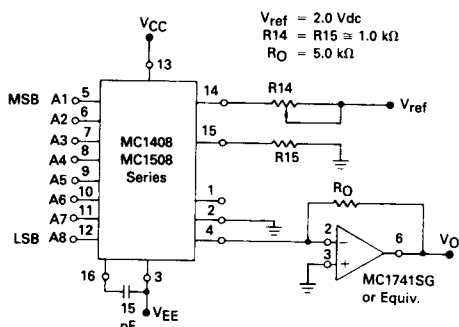 Vref = 2.0 Vdc
R14 = R15 ≅ 1.0 kΩ
RO = 5.0 kΩ
VCC
13
MSB A1 5
A2 6
A3 7
A4 8
A5 9
A6 10
A7 11
LSB A8 12
MC1408
MC1508
Series
14
R14
Vref
15
R15
1
2
4
RO
2 −
3 +
6
VO
MC1741SG
or Equiv.
16
3
15
pF
VEE